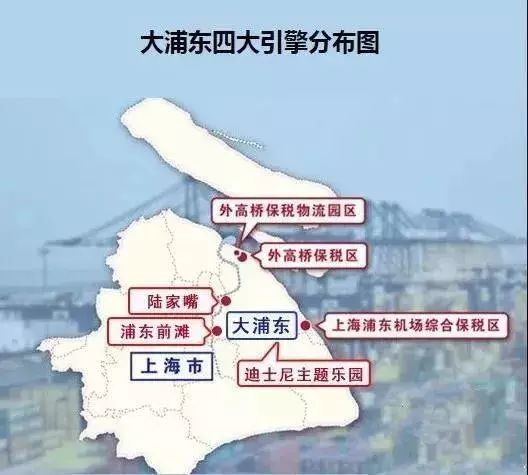 大浦东四大引擎分布图
外高桥保税物流园区
外高桥保税区
陆家嘴
大浦东
上海浦东机场综合保税区
浦东前滩
上海市
迪士尼主题乐园